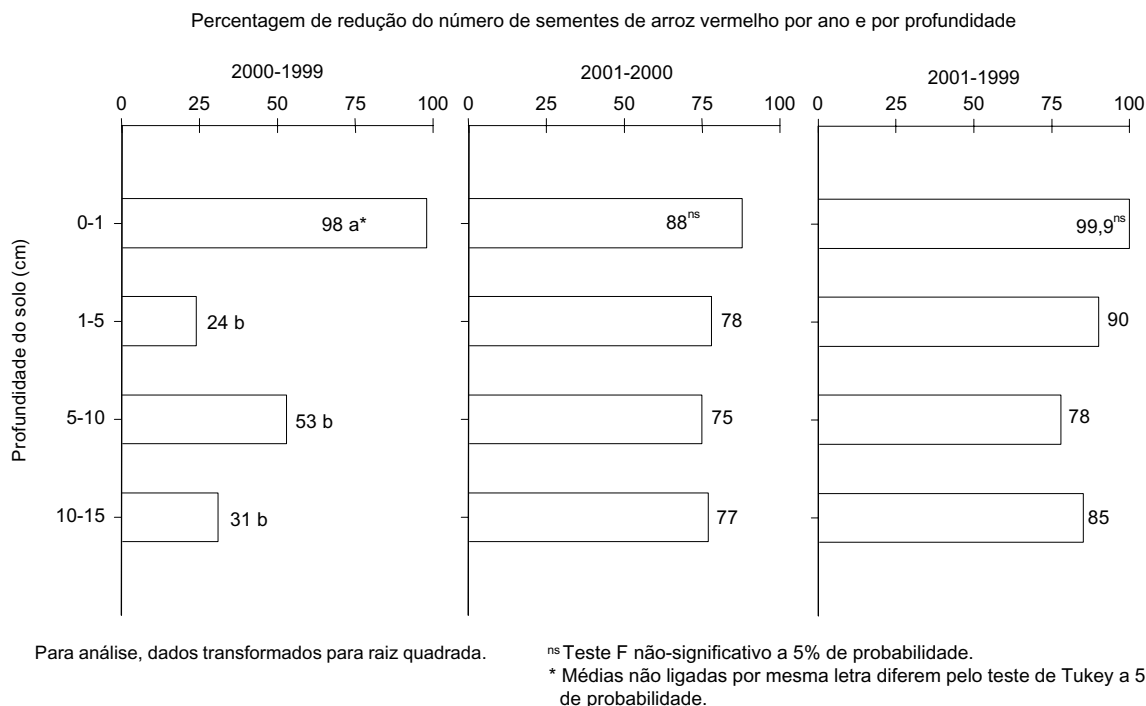 Percentagem de redução do número de sementes de arroz vermelho por ano e por profundidade
2000-1999
0 25 50 75 100
2001-2000
0 25 50 75 100
2001-1999
0 25 50 75 100
Profundidade do solo (cm)
0-1
98 a*
88ns
99,9ns
1-5
24 b
78
90
5-10
53 b
75
78
10-15
31 b
77
85
Para análise, dados transformados para raiz quadrada.
ns Teste F não-significativo a 5% de probabilidade.
* Médias não ligadas por mesma letra diferem pelo teste de Tukey a 5
de probabilidade.